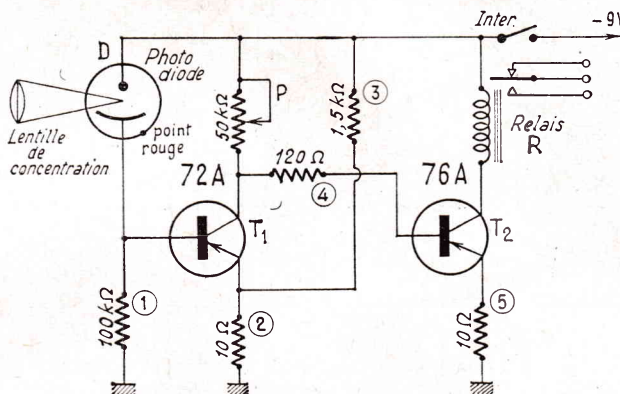 Inter.
-9V
D
Photo
diode
P
50kΩ
③
1,5kΩ
Relais
R
Lentille
de
concentration
point
rouge
120 Ω
④
72A
76A
T1
T2
①
100kΩ
②
10Ω
⑤
10Ω